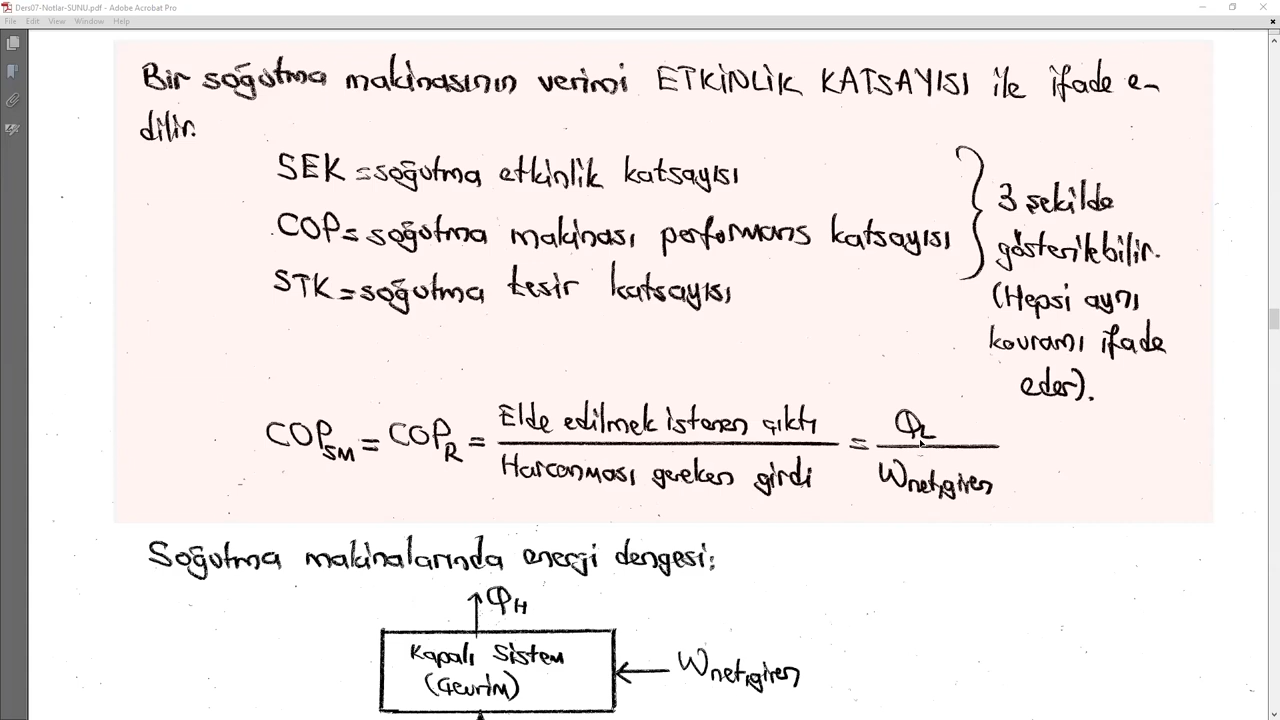 Ders07-Notlar-SUNU.pdf - Adobe Acrobat Pro
File Edit View Window Help
Bir soğutma makinasının verimi ETKİNLİK KATSAYISI ile ifade e-
dilir.
SEK = soğutma etkinlik katsayısı
COP = soğutma makinası performans katsayısı
STK = soğutma tesir katsayısı
3 şekilde
gösterilebilir.
(Hepsi aynı
kavramı ifade
eder).
COP_SM = COP_R = Elde edilmek istenen çıktı / Harcanması gereken girdi = Q_L / W_net,giren
Soğutma makinalarında enerji dengesi:
Q_H
Kapalı Sistem
(Çevrim)
W_net,giren